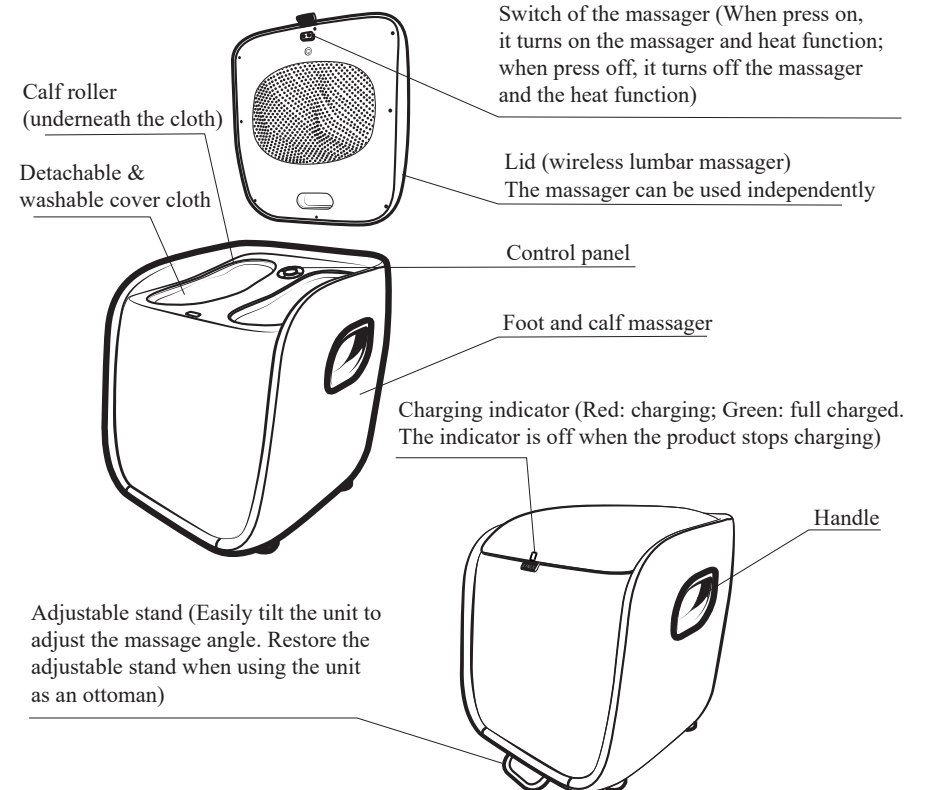 Switch of the massager (When press on,
it turns on the massager and heat function;
when press off, it turns off the massager
and the heat function)
Calf roller
(underneath the cloth)
Lid (wireless lumbar massager)
The massager can be used independently
Detachable &
washable cover cloth
Control panel
Foot and calf massager
Charging indicator (Red: charging; Green: full charged.
The indicator is off when the product stops charging)
Handle
Adjustable stand (Easily tilt the unit to
adjust the massage angle. Restore the
adjustable stand when using the unit
as an ottoman)